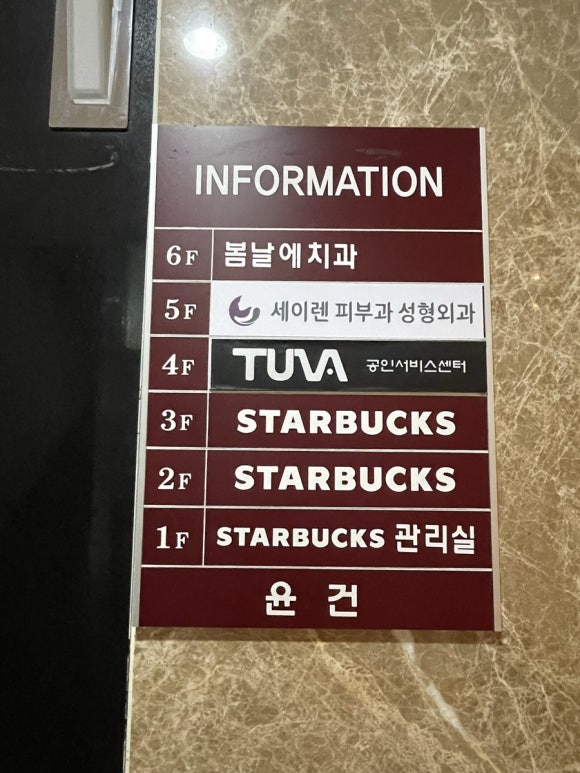 INFORMATION
6F 봄날에치과
5F 세이렌 피부과 성형외과
4F TUVA 공인서비스센터
3F STARBUCKS
2F STARBUCKS
1F STARBUCKS 관리실
윤 건